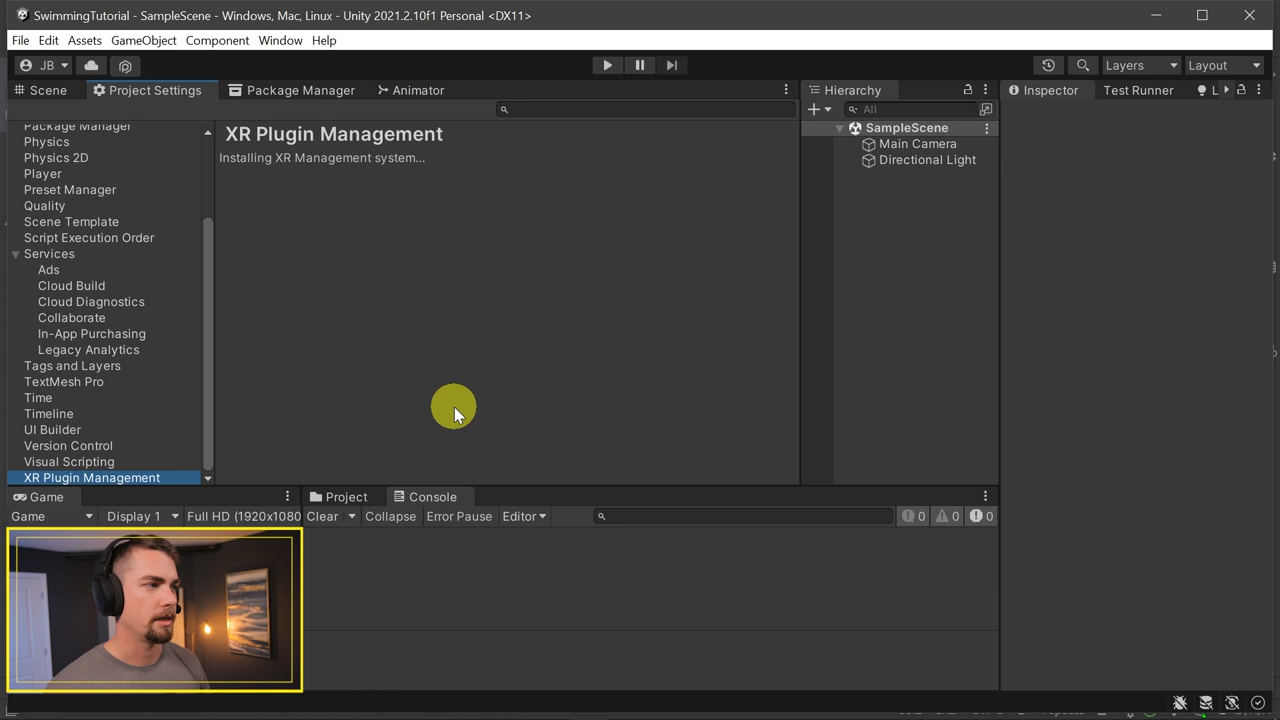 SwimmingTutorial - SampleScene - Windows, Mac, Linux - Unity 2021.2.10f1 Personal <DX11>
File Edit Assets GameObject Component Window Help
JB Layers Layout
Scene Project Settings Package Manager Animator Hierarchy Inspector Test Runner L
All
Package Manager
Physics
Physics 2D
Player
Preset Manager
Quality
Scene Template
Script Execution Order
Services
Ads
Cloud Build
Cloud Diagnostics
Collaborate
In-App Purchasing
Legacy Analytics
Tags and Layers
TextMesh Pro
Time
Timeline
UI Builder
Version Control
Visual Scripting
XR Plugin Management
XR Plugin Management
Installing XR Management system...
SampleScene
Main Camera
Directional Light
Game Project Console
Game Display 1 Full HD (1920x1080 Clear Collapse Error Pause Editor 0 0 0